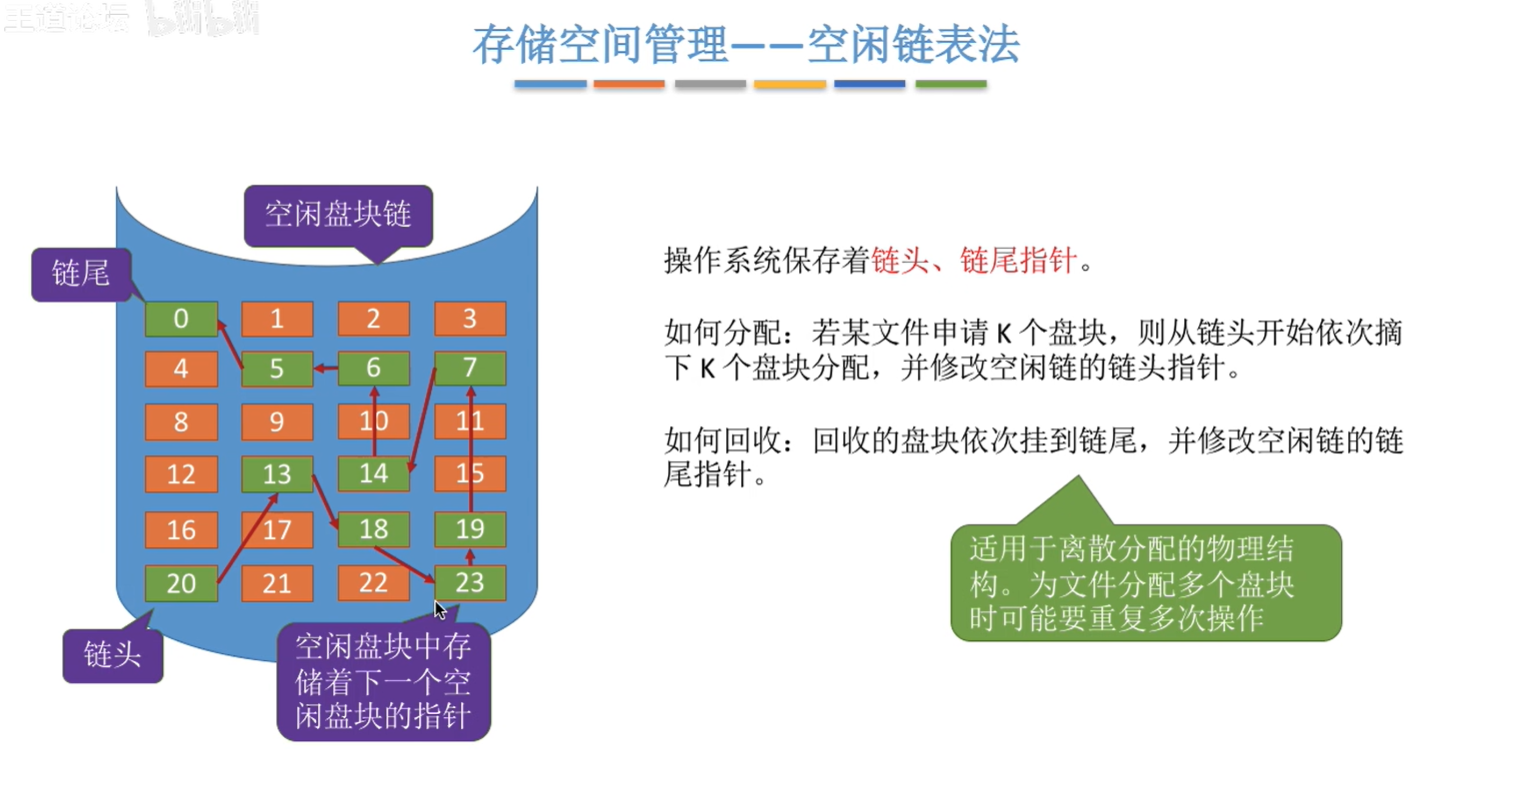 王道论坛 bilibili
存储空间管理——空闲链表法
空闲盘块链
链尾
0 1 2 3
4 5 6 7
8 9 10 11
12 13 14 15
16 17 18 19
20 21 22 23
链头
空闲盘块中存
储着下一个空
闲盘块的指针
操作系统保存着链头、链尾指针。
如何分配：若某文件申请 K 个盘块，则从链头开始依次摘
下 K 个盘块分配，并修改空闲链的链头指针。
如何回收：回收的盘块依次挂到链尾，并修改空闲链的链
尾指针。
适用于离散分配的物理结
构。为文件分配多个盘块
时可能要重复多次操作